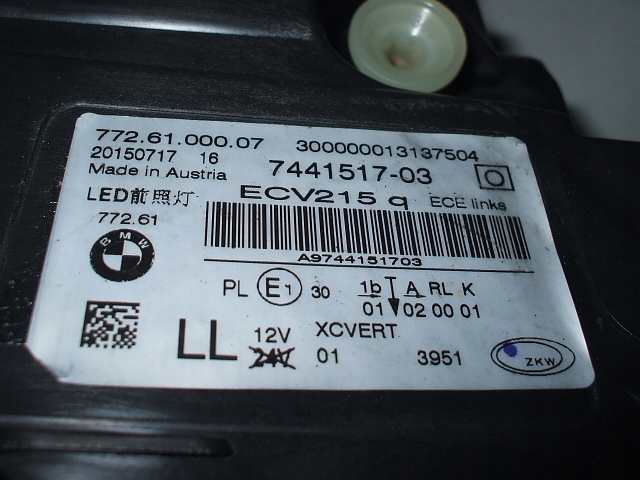 772.61.000.07 300000013137504
20150717 16 7441517-03
Made in Austria
LED前照灯 ECV215 q ECE links
772.61
BMW
A9744151703
PL E1 30 1b A RL K
01 02 00 01
LL 12V XCVERT
24V 01 3951 ZKW